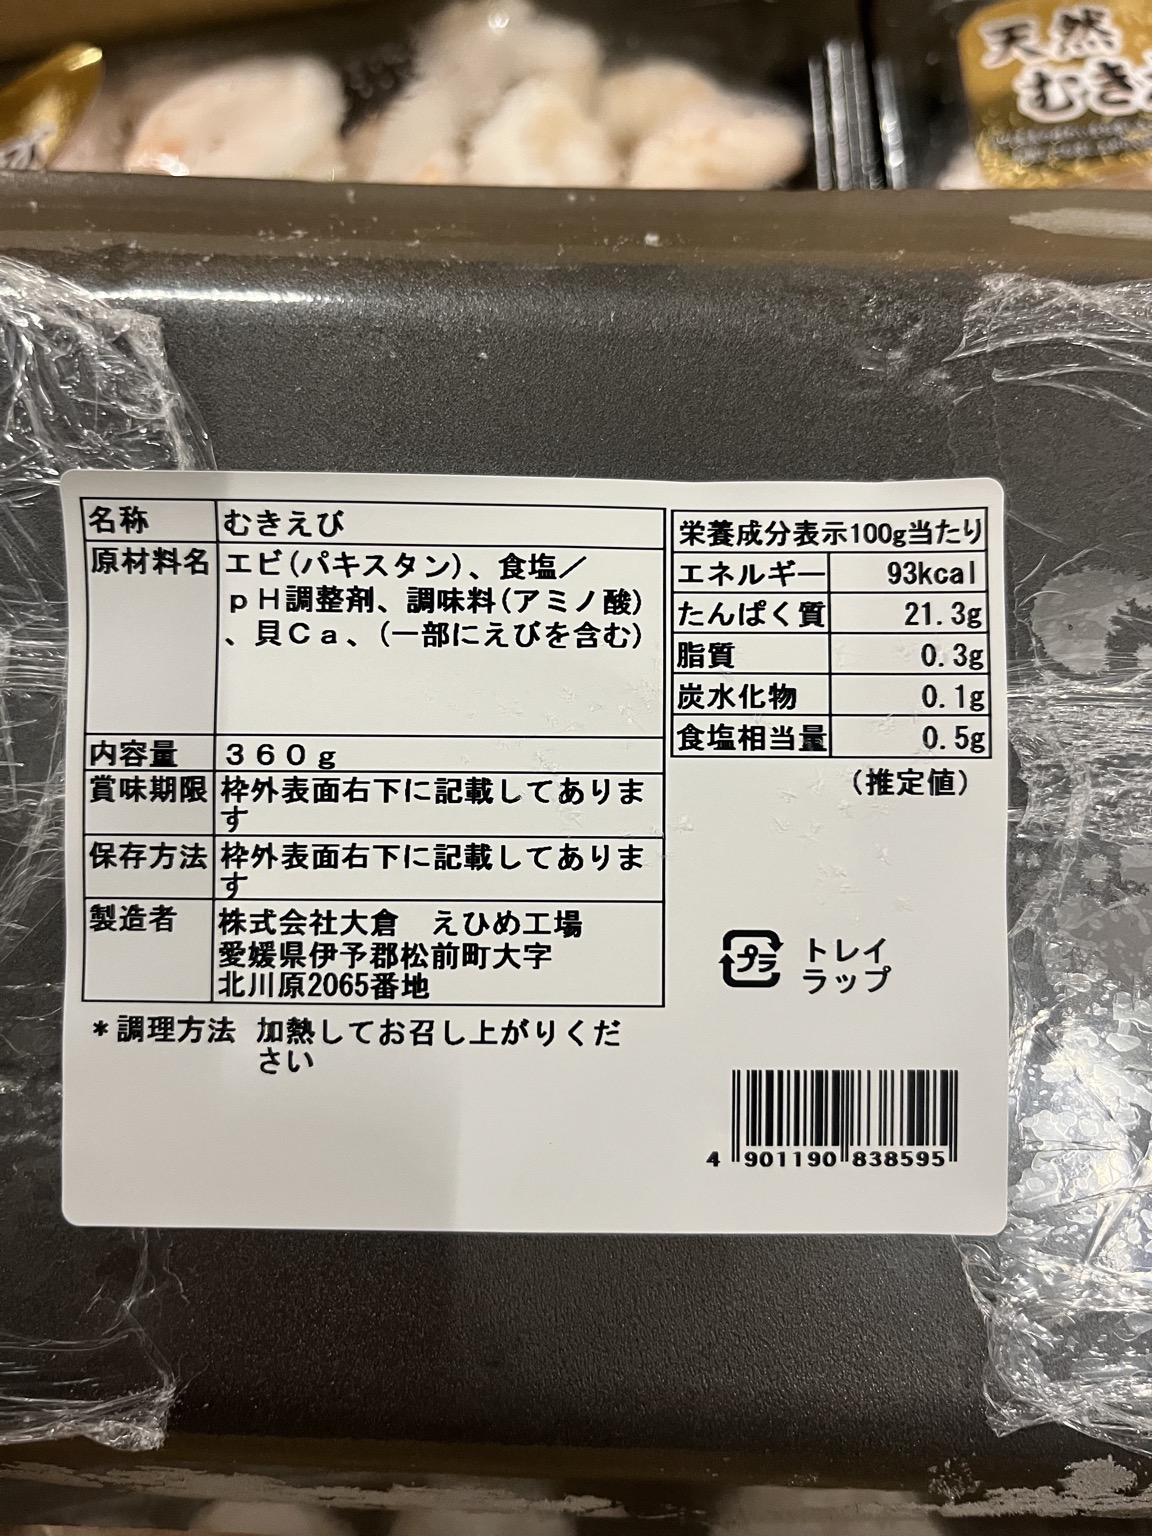 天然
むき
名称 むきえび
原材料名 エビ(パキスタン)、食塩／
ｐＨ調整剤、調味料(アミノ酸)
、貝Ｃａ、(一部にえびを含む)
内容量 ３６０ｇ
賞味期限 枠外表面右下に記載してありま
す
保存方法 枠外表面右下に記載してありま
す
製造者 株式会社大倉　えひめ工場
愛媛県伊予郡松前町大字
北川原2065番地
＊調理方法 加熱してお召し上がりくだ
さい
栄養成分表示100g当たり
エネルギー 93kcal
たんぱく質 21.3g
脂質 0.3g
炭水化物 0.1g
食塩相当量 0.5g
(推定値)
プラ
トレイ
ラップ
4 901190 838595